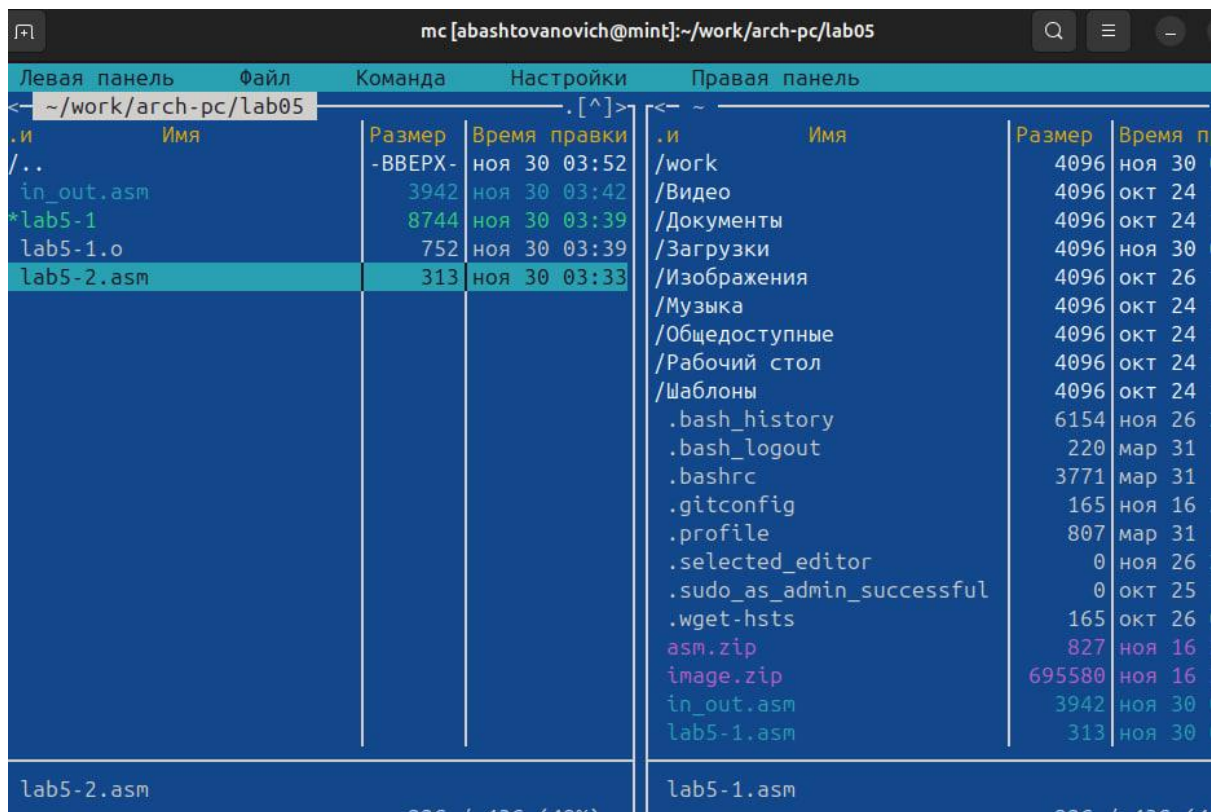 mc [abashtovanovich@mint]:~/work/arch-pc/lab05
Левая панель Файл Команда Настройки Правая панель
<─ ~/work/arch-pc/lab05 .[^]>
.и Имя Размер Время правки
/.. -ВВЕРХ- ноя 30 03:52
in_out.asm 3942 ноя 30 03:42
*lab5-1 8744 ноя 30 03:39
lab5-1.o 752 ноя 30 03:39
lab5-2.asm 313 ноя 30 03:33
lab5-2.asm
<─ ~
.и Имя Размер Время п
/work 4096 ноя 30
/Видео 4096 окт 24
/Документы 4096 окт 24
/Загрузки 4096 ноя 30
/Изображения 4096 окт 26
/Музыка 4096 окт 24
/Общедоступные 4096 окт 24
/Рабочий стол 4096 окт 24
/Шаблоны 4096 окт 24
.bash_history 6154 ноя 26
.bash_logout 220 мар 31
.bashrc 3771 мар 31
.gitconfig 165 ноя 16
.profile 807 мар 31
.selected_editor 0 ноя 26
.sudo_as_admin_successful 0 окт 25
.wget-hsts 165 окт 26
asm.zip 827 ноя 16
image.zip 695580 ноя 16
in_out.asm 3942 ноя 30
lab5-1.asm 313 ноя 30
lab5-1.asm